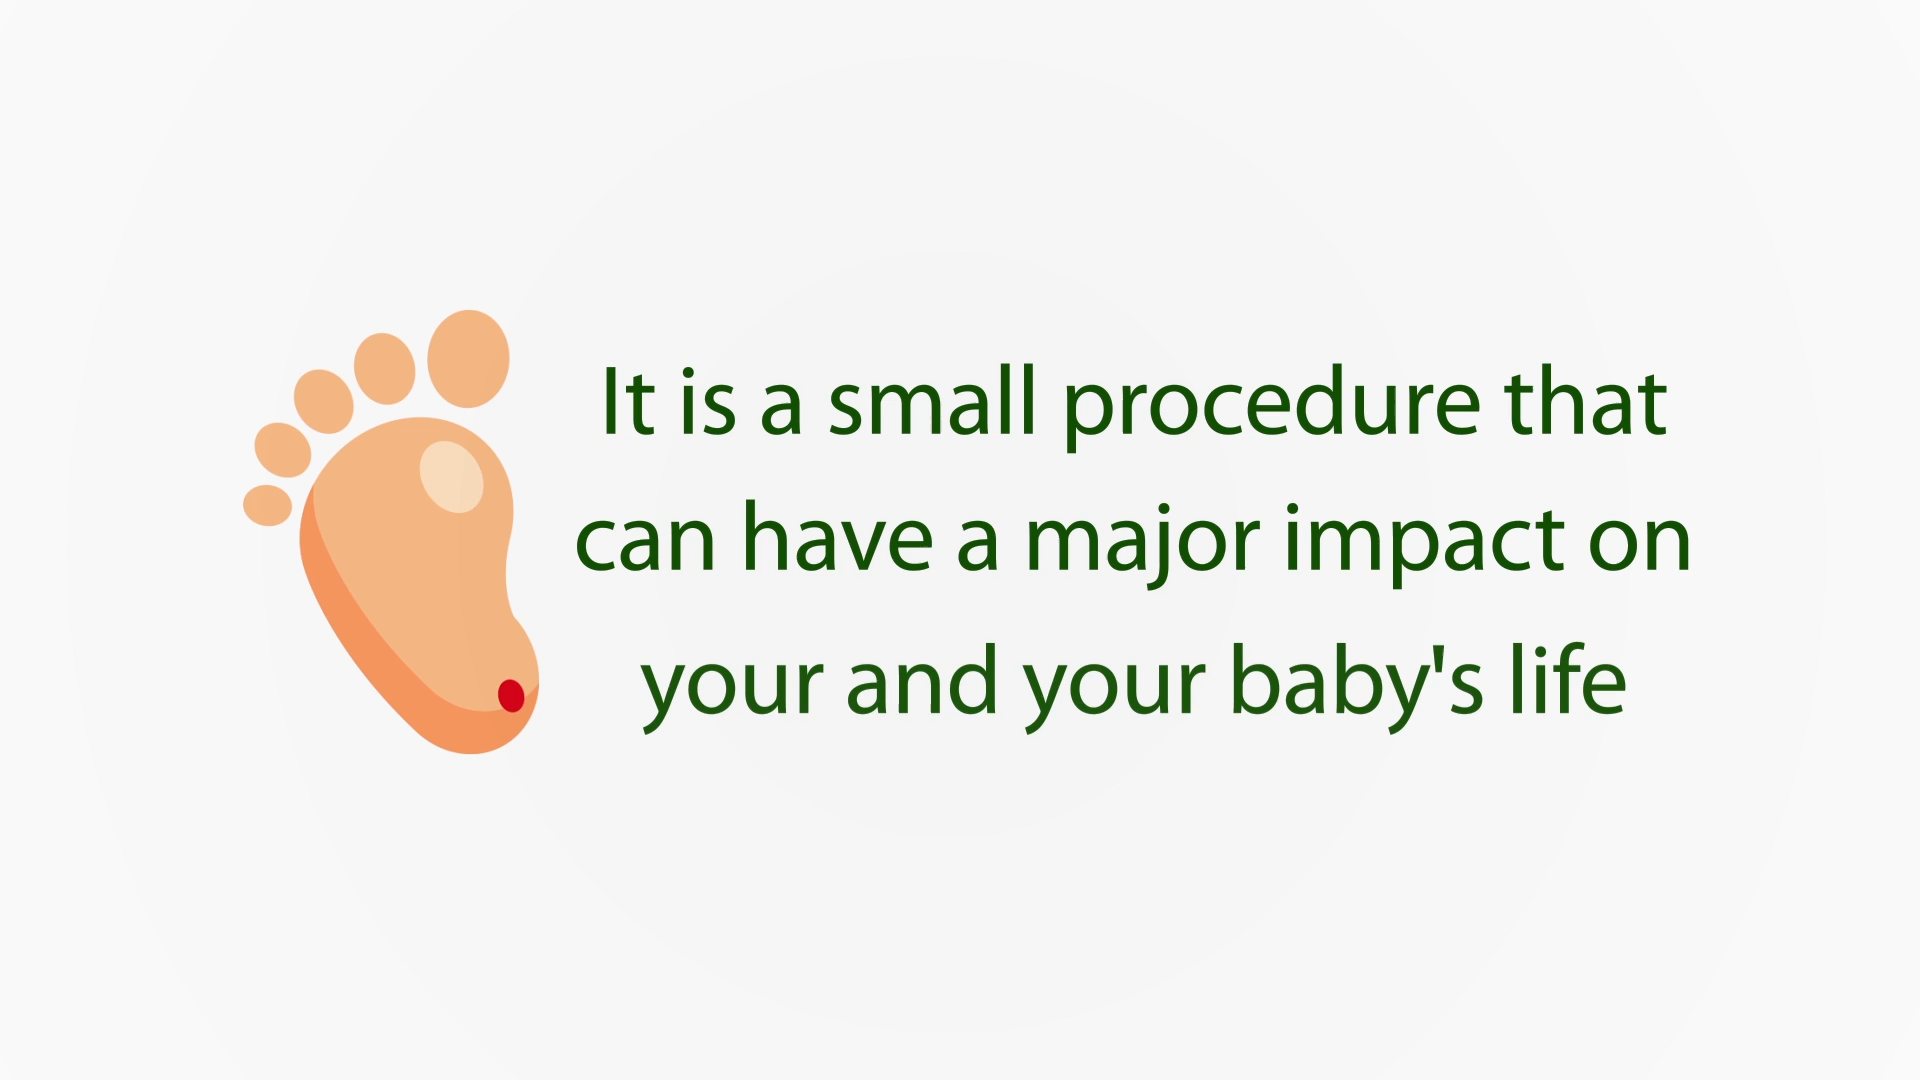 It is a small procedure that
can have a major impact on
your and your baby's life